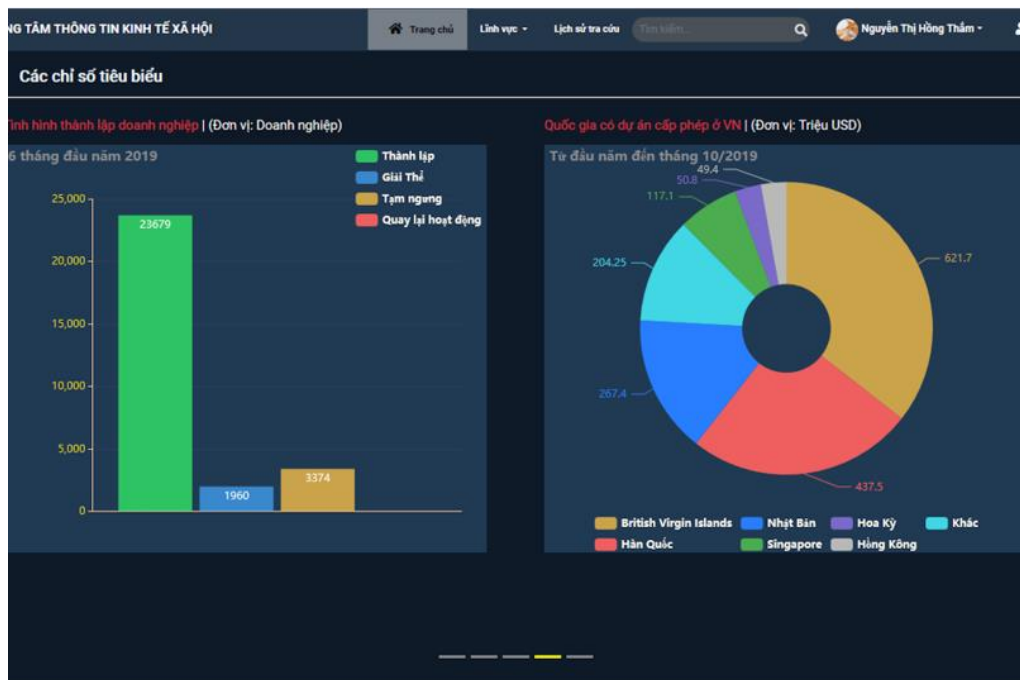 NG TÂM THÔNG TIN KINH TẾ XÃ HỘI
Trang chủ
Lĩnh vực
Lịch sử tra cứu
Tìm kiếm...
Nguyễn Thị Hồng Thắm
Các chỉ số tiêu biểu
Tình hình thành lập doanh nghiệp | (Đơn vị: Doanh nghiệp)
6 tháng đầu năm 2019
Thành lập
Giải Thể
Tạm ngưng
Quay lại hoạt động
25,000
20,000
15,000
10,000
5,000
0
23679
1960
3374
Quốc gia có dự án cấp phép ở VN | (Đơn vị: Triệu USD)
Từ đầu năm đến tháng 10/2019
49.4
50.8
117.1
204.25
267.4
621.7
437.5
British Virgin Islands
Nhật Bản
Hoa Kỳ
Khác
Hàn Quốc
Singapore
Hồng Kông